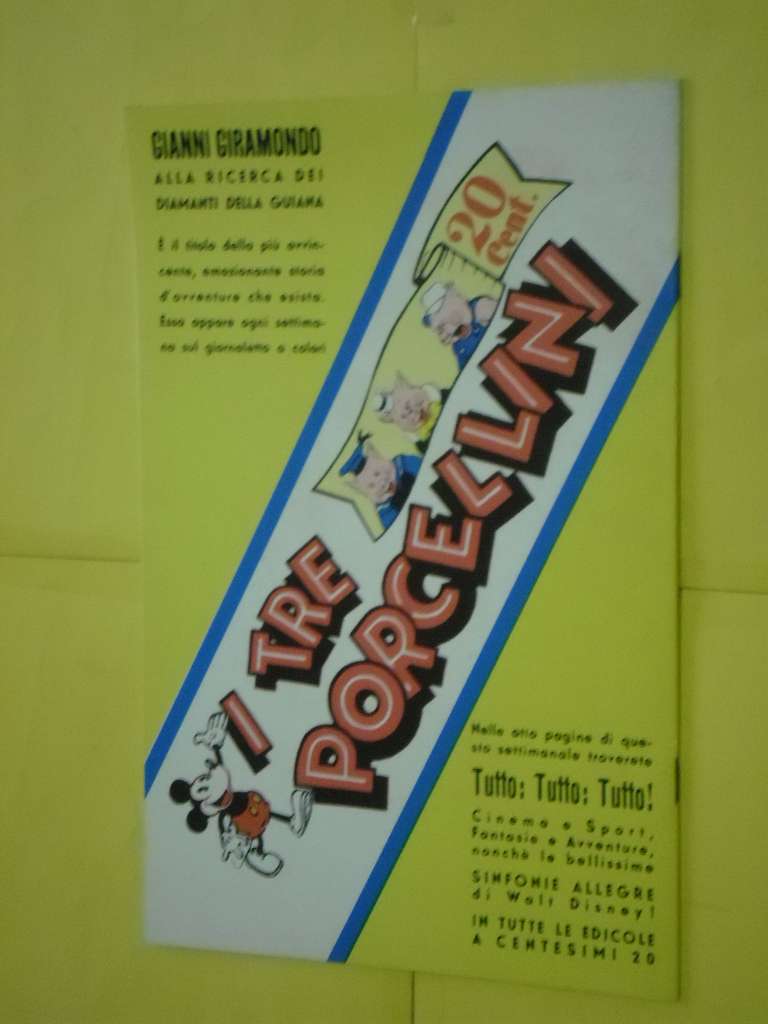 GIANNI GIRAMONDO
ALLA RICERCA DEI
DIAMANTI DELLA GUIANA
È il titolo della più avvin-
cente, emozionante storia
d'avventure che esista.
Essa appare ogni settima-
na sul giornaletto a colori
20
Cent.
I TRE
PORCELLINI
Nelle otto pagine di que-
sto settimanale troverete
Tutto: Tutto: Tutto!
Cinema e Sport,
Fantasia e Avventure,
nonchè le bellissime
SINFONIE ALLEGRE
di Walt Disney!
IN TUTTE LE EDICOLE
A CENTESIMI 20